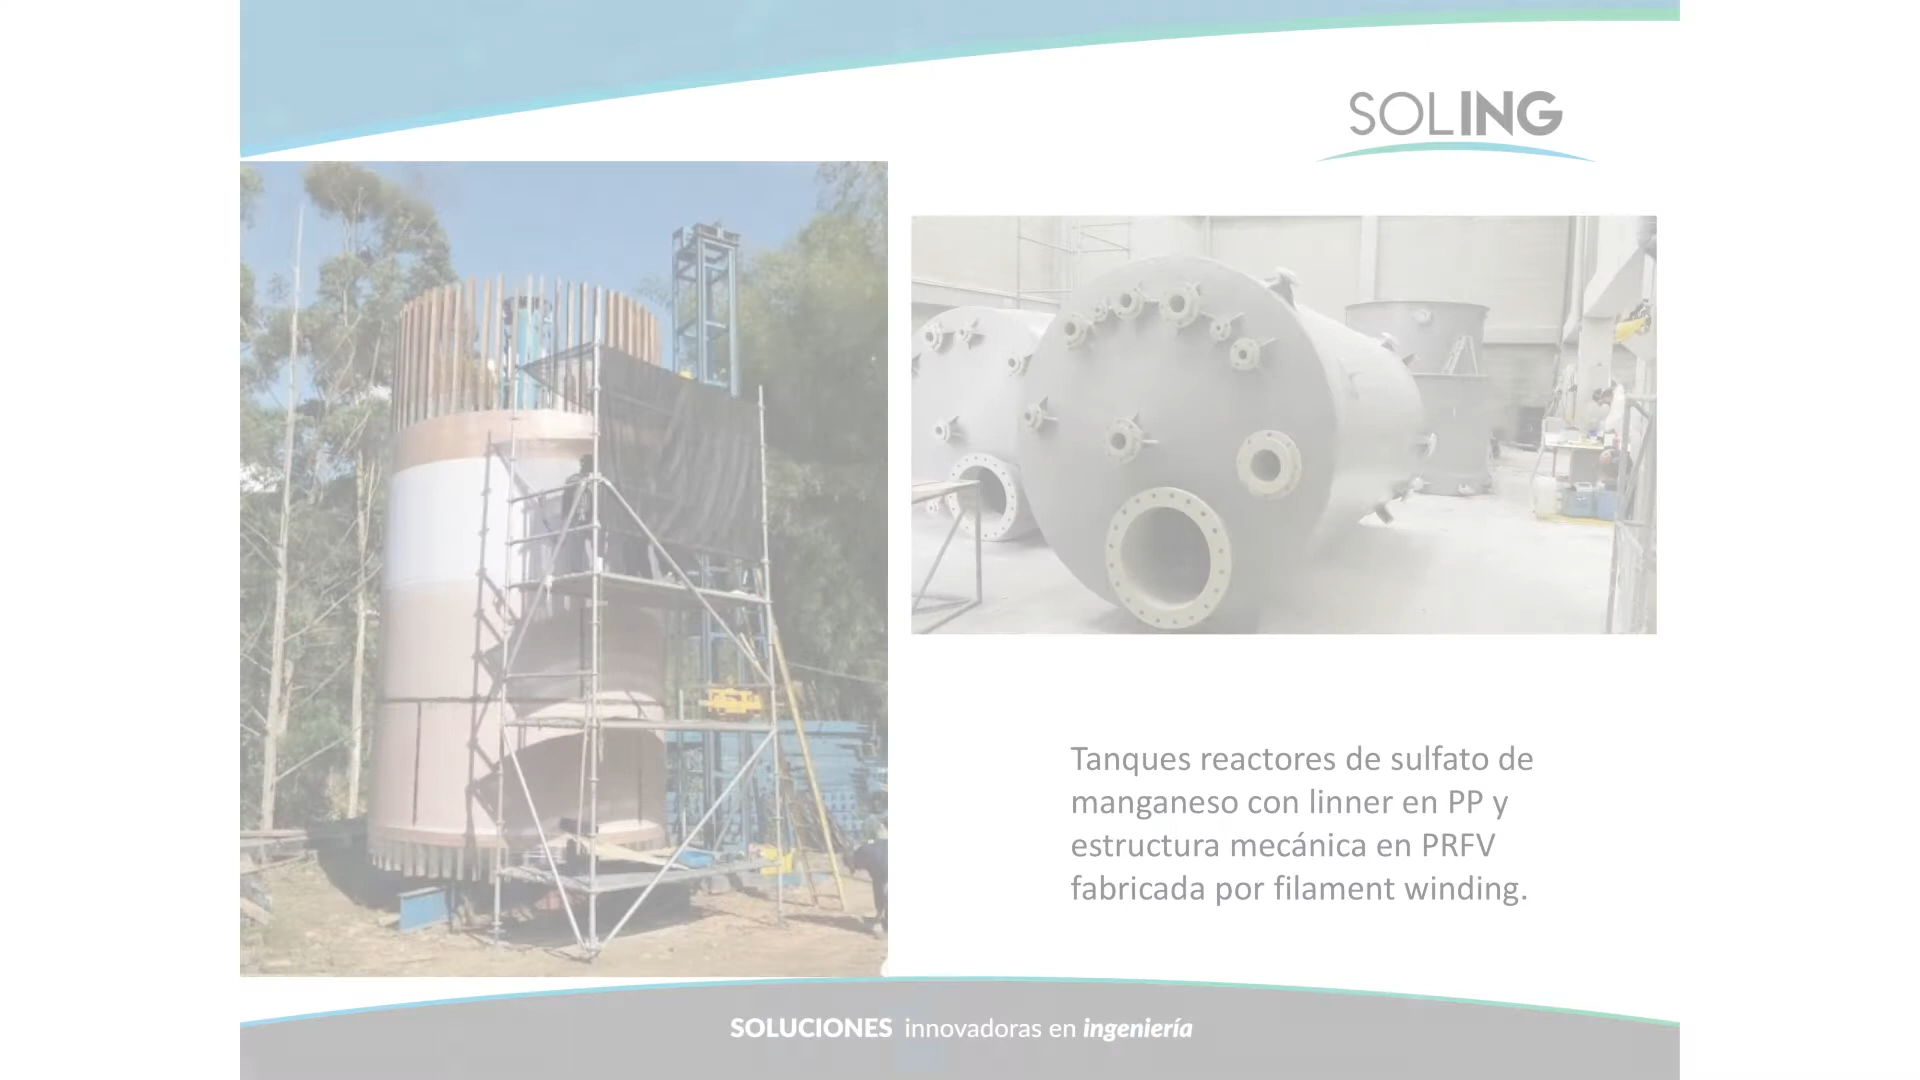 SOLING
Tanques reactores de sulfato de
manganeso con linner en PP y
estructura mecánica en PRFV
fabricada por filament winding.
SOLUCIONES innovadoras en ingeniería